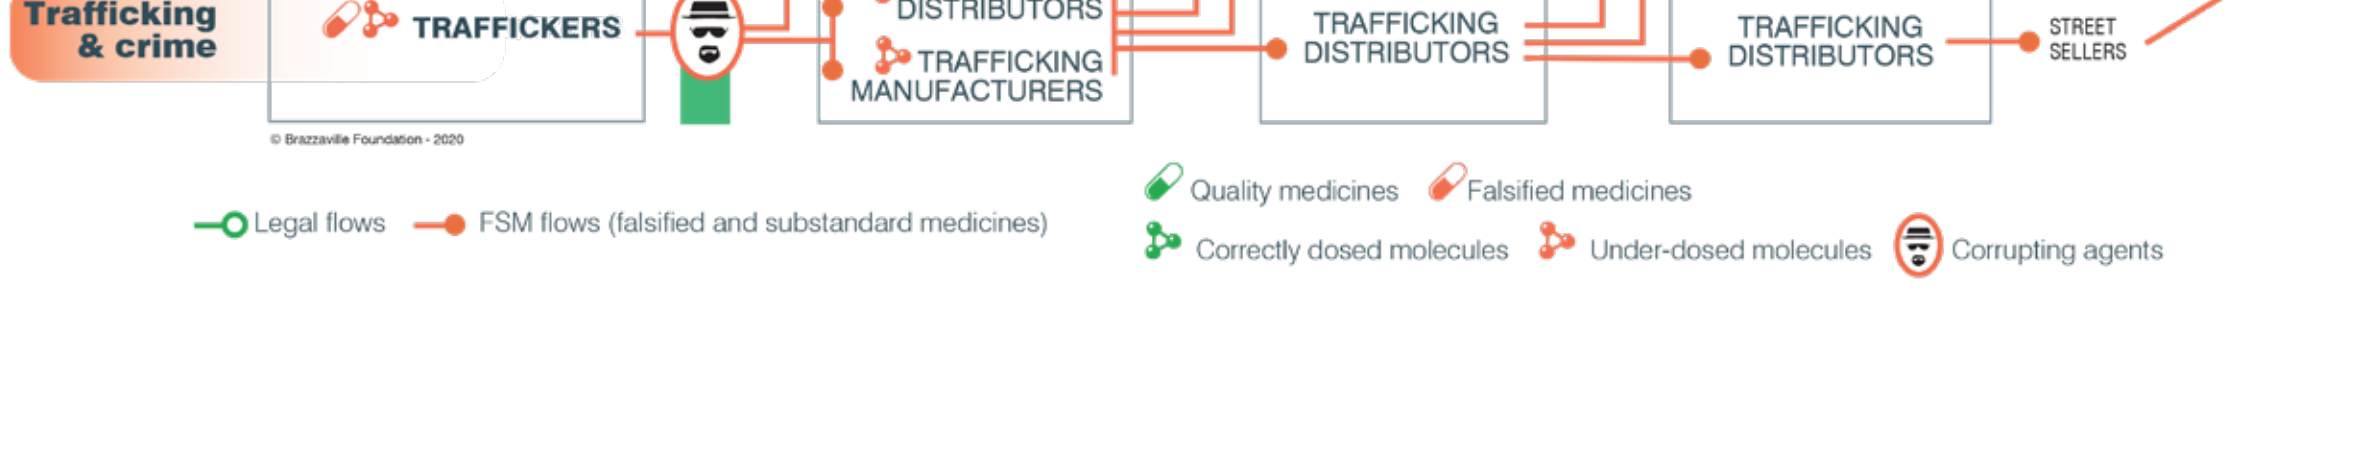 Trafficking
& crime
TRAFFICKERS
DISTRIBUTORS
TRAFFICKING
MANUFACTURERS
TRAFFICKING
DISTRIBUTORS
TRAFFICKING
DISTRIBUTORS
STREET
SELLERS
© Brazzaville Foundation - 2020
Legal flows
FSM flows (falsified and substandard medicines)
Quality medicines
Falsified medicines
Correctly dosed molecules
Under-dosed molecules
Corrupting agents